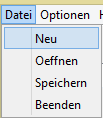 Datei Optionen H
Neu
Oeffnen
Speichern
Beenden